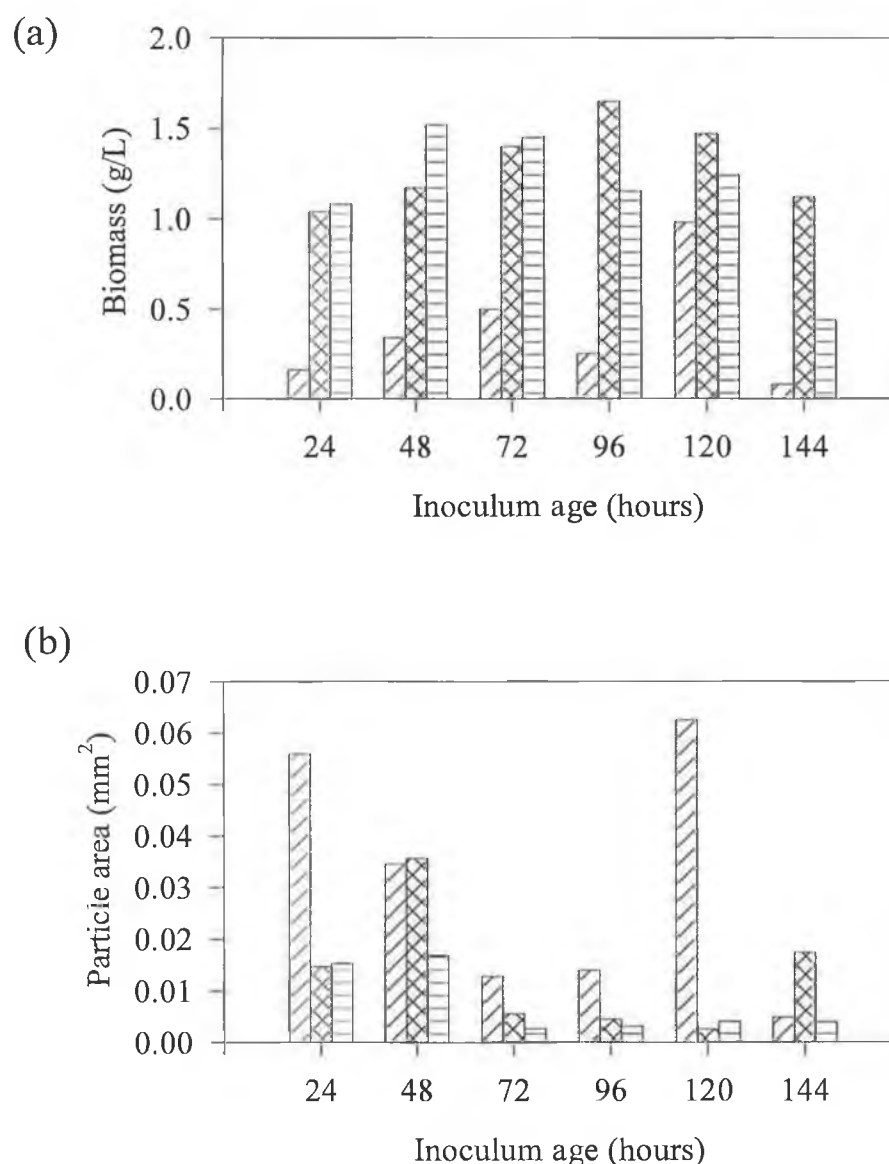 (a)
2.0
1.5
1.0
0.5
0.0
Biomass (g/L)
24 48 72 96 120 144
Inoculum age (hours)
(b)
0.07
0.06
0.05
0.04
0.03
0.02
0.01
0.00
Particle area (mm²)
24 48 72 96 120 144
Inoculum age (hours)